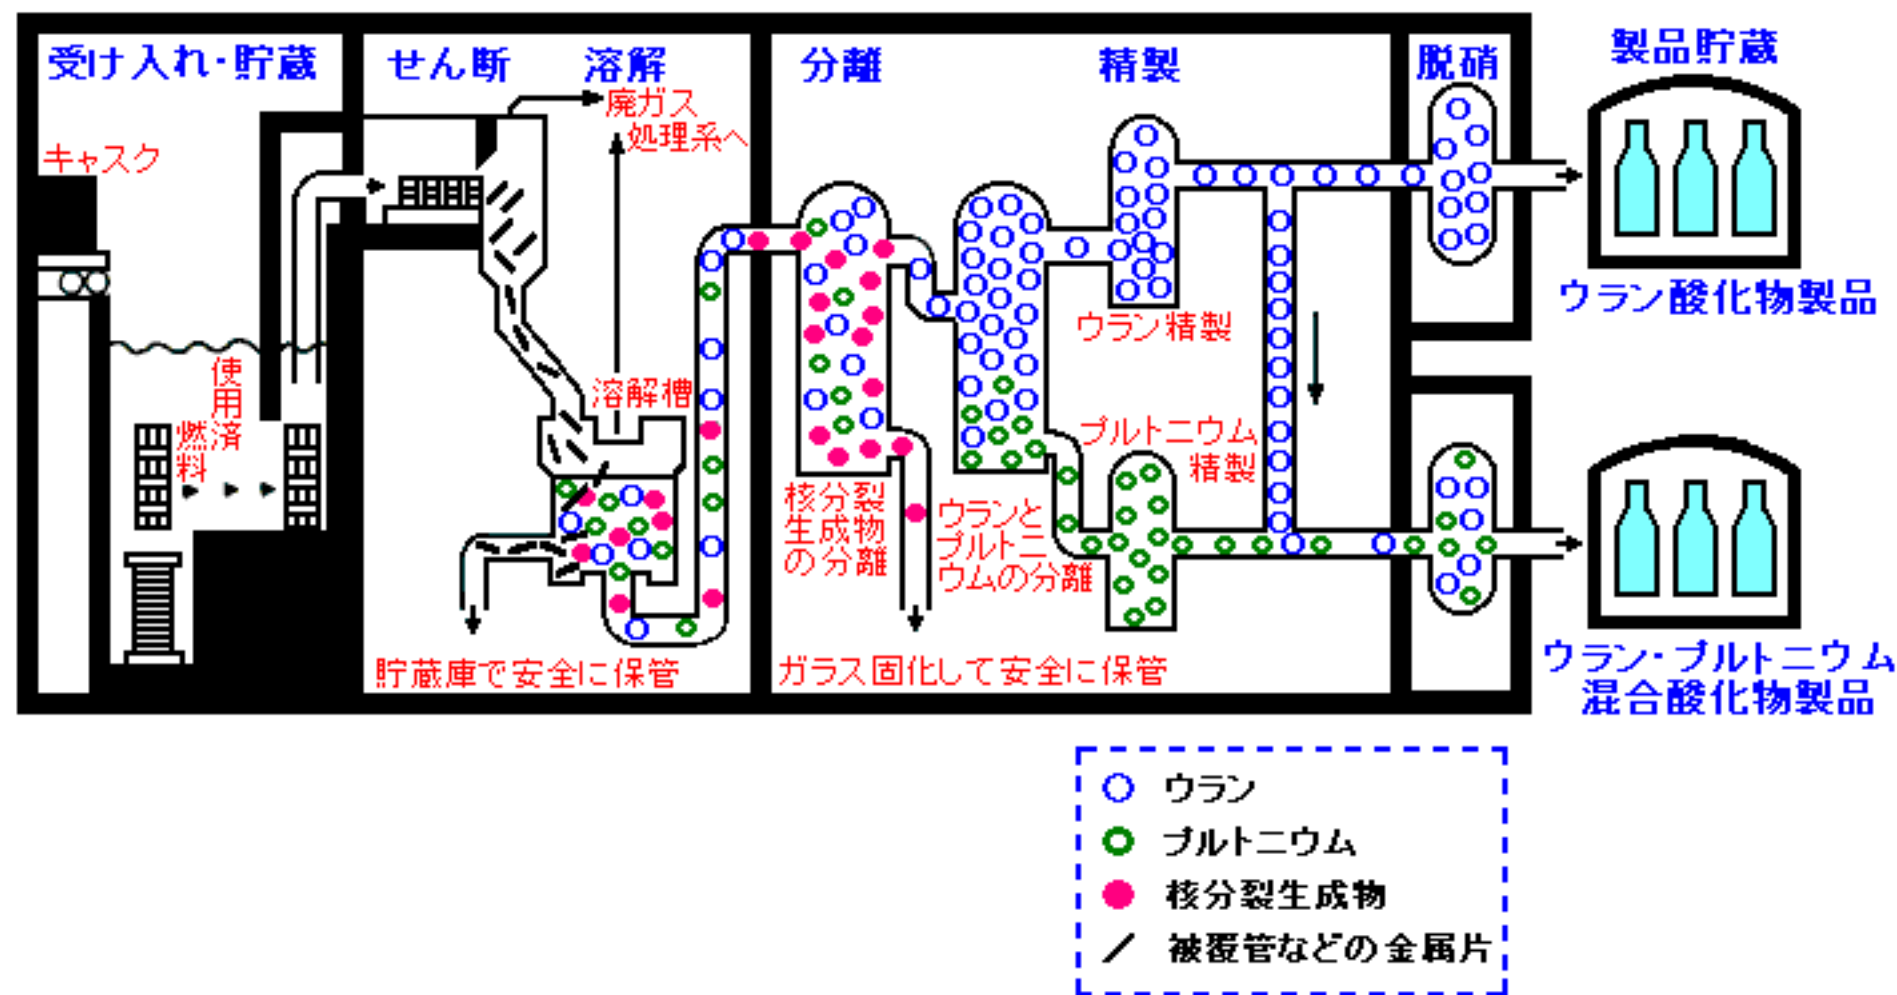 受け入れ・貯蔵
せん断
溶解
分離
精製
脱硝
製品貯蔵
キャスク
廃ガス
処理系へ
使用済
燃料
溶解槽
貯蔵庫で安全に保管
核分裂
生成物
の分離
ウランと
プルトニ
ウムの分離
ウラン精製
プルトニウム
精製
ガラス固化して安全に保管
ウラン酸化物製品
ウラン・プルトニウム
混合酸化物製品
ウラン
プルトニウム
核分裂生成物
被覆管などの金属片